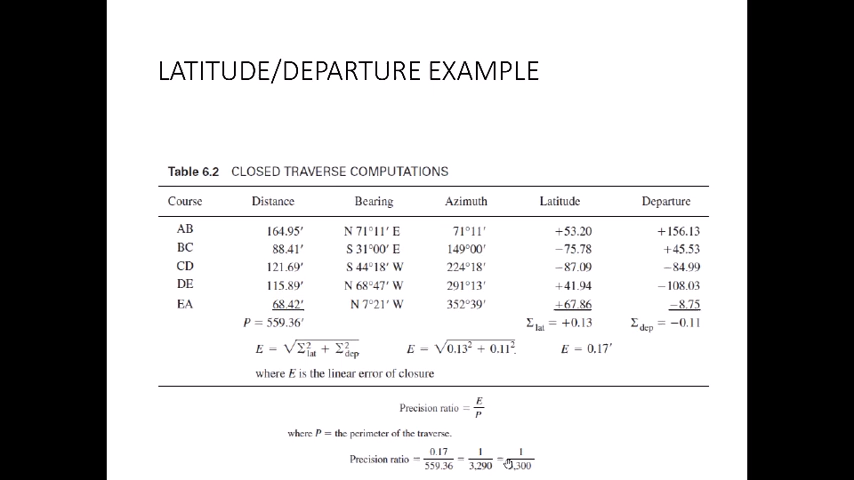 LATITUDE/DEPARTURE EXAMPLE
Table 6.2 CLOSED TRAVERSE COMPUTATIONS
Course Distance Bearing Azimuth Latitude Departure
AB 164.95′ N 71°11′ E 71°11′ +53.20 +156.13
BC 88.41′ S 31°00′ E 149°00′ −75.78 +45.53
CD 121.69′ S 44°18′ W 224°18′ −87.09 −84.99
DE 115.89′ N 68°47′ W 291°13′ +41.94 −108.03
EA 68.42′ N 7°21′ W 352°39′ +67.86 −8.75
P = 559.36′ Σlat = +0.13 Σdep = −0.11
E = √Σ²lat + Σ²dep E = √0.13² + 0.11² E = 0.17′
where E is the linear error of closure
Precision ratio = E/P
where P = the perimeter of the traverse.
Precision ratio = 0.17/559.36 = 1/3,290 = 1/,300